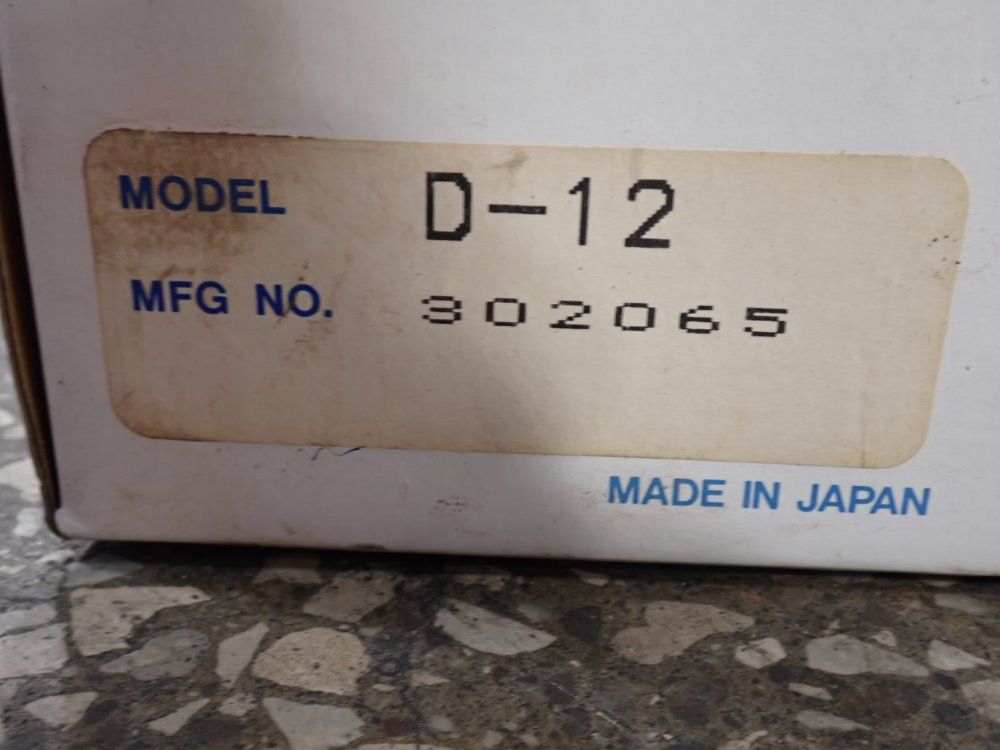 MODEL D-12
MFG NO. 302065
MADE IN JAPAN